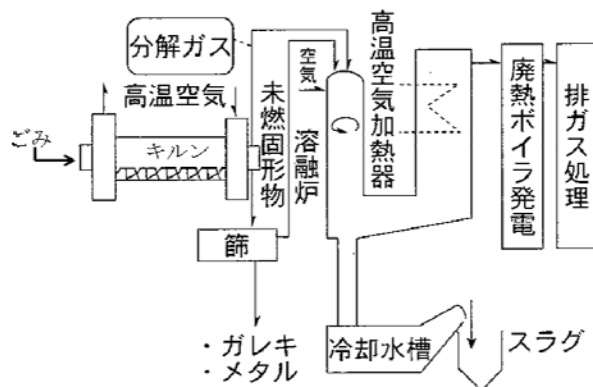 分解ガス
高温空気
ごみ
キルン
未燃固形物
空気
溶融炉
高温空気加熱器
廃熱ボイラ発電
排ガス処理
篩
・ガレキ
・メタル
冷却水槽
スラグ